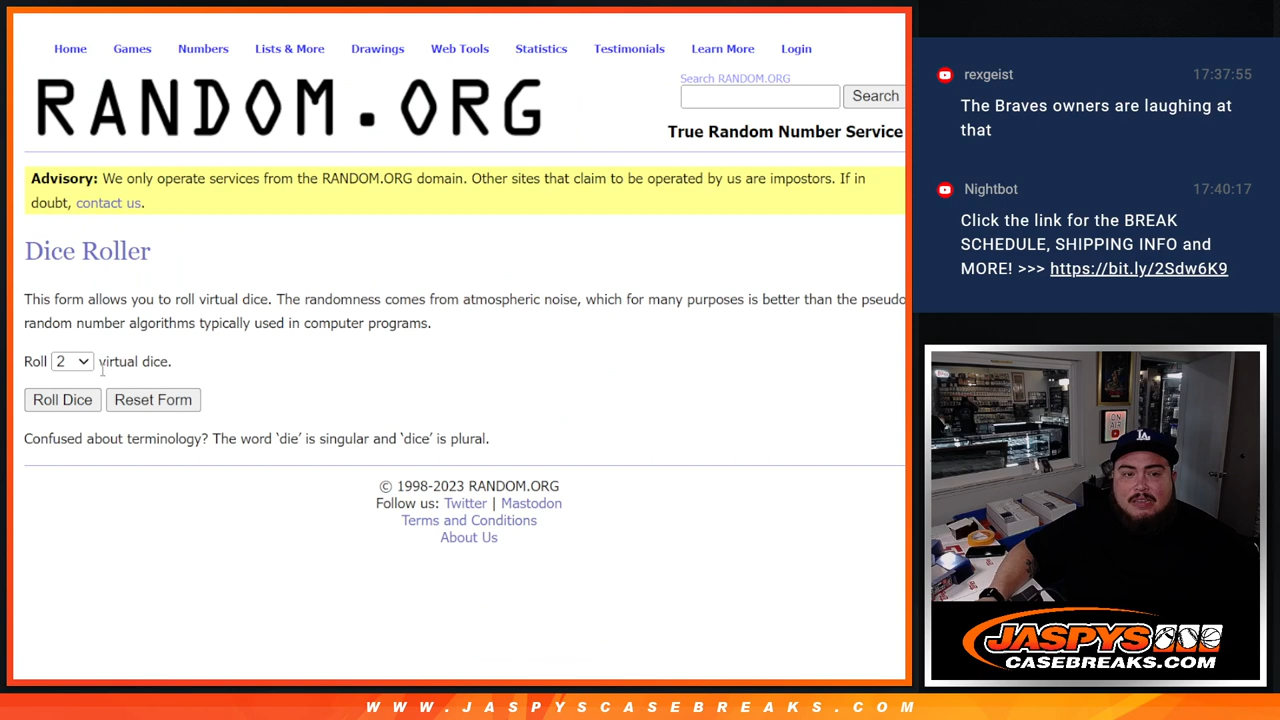 Home Games Numbers Lists & More Drawings Web Tools Statistics Testimonials Learn More Login
RANDOM.ORG
Search RANDOM.ORG
Search
True Random Number Service
Advisory: We only operate services from the RANDOM.ORG domain. Other sites that claim to be operated by us are impostors. If in
doubt, contact us.
Dice Roller
This form allows you to roll virtual dice. The randomness comes from atmospheric noise, which for many purposes is better than the pseudo
random number algorithms typically used in computer programs.
Roll 2 virtual dice.
Roll Dice Reset Form
Confused about terminology? The word ‘die’ is singular and ‘dice’ is plural.
© 1998-2023 RANDOM.ORG
Follow us: Twitter | Mastodon
Terms and Conditions
About Us
rexgeist 17:37:55
The Braves owners are laughing at
that
Nightbot 17:40:17
Click the link for the BREAK
SCHEDULE, SHIPPING INFO and
MORE! >>> https://bit.ly/2Sdw6K9
ON
AIR
LA
JASPYS
CASEBREAKS.COM
WWW.JASPYSCASEBREAKS.COM